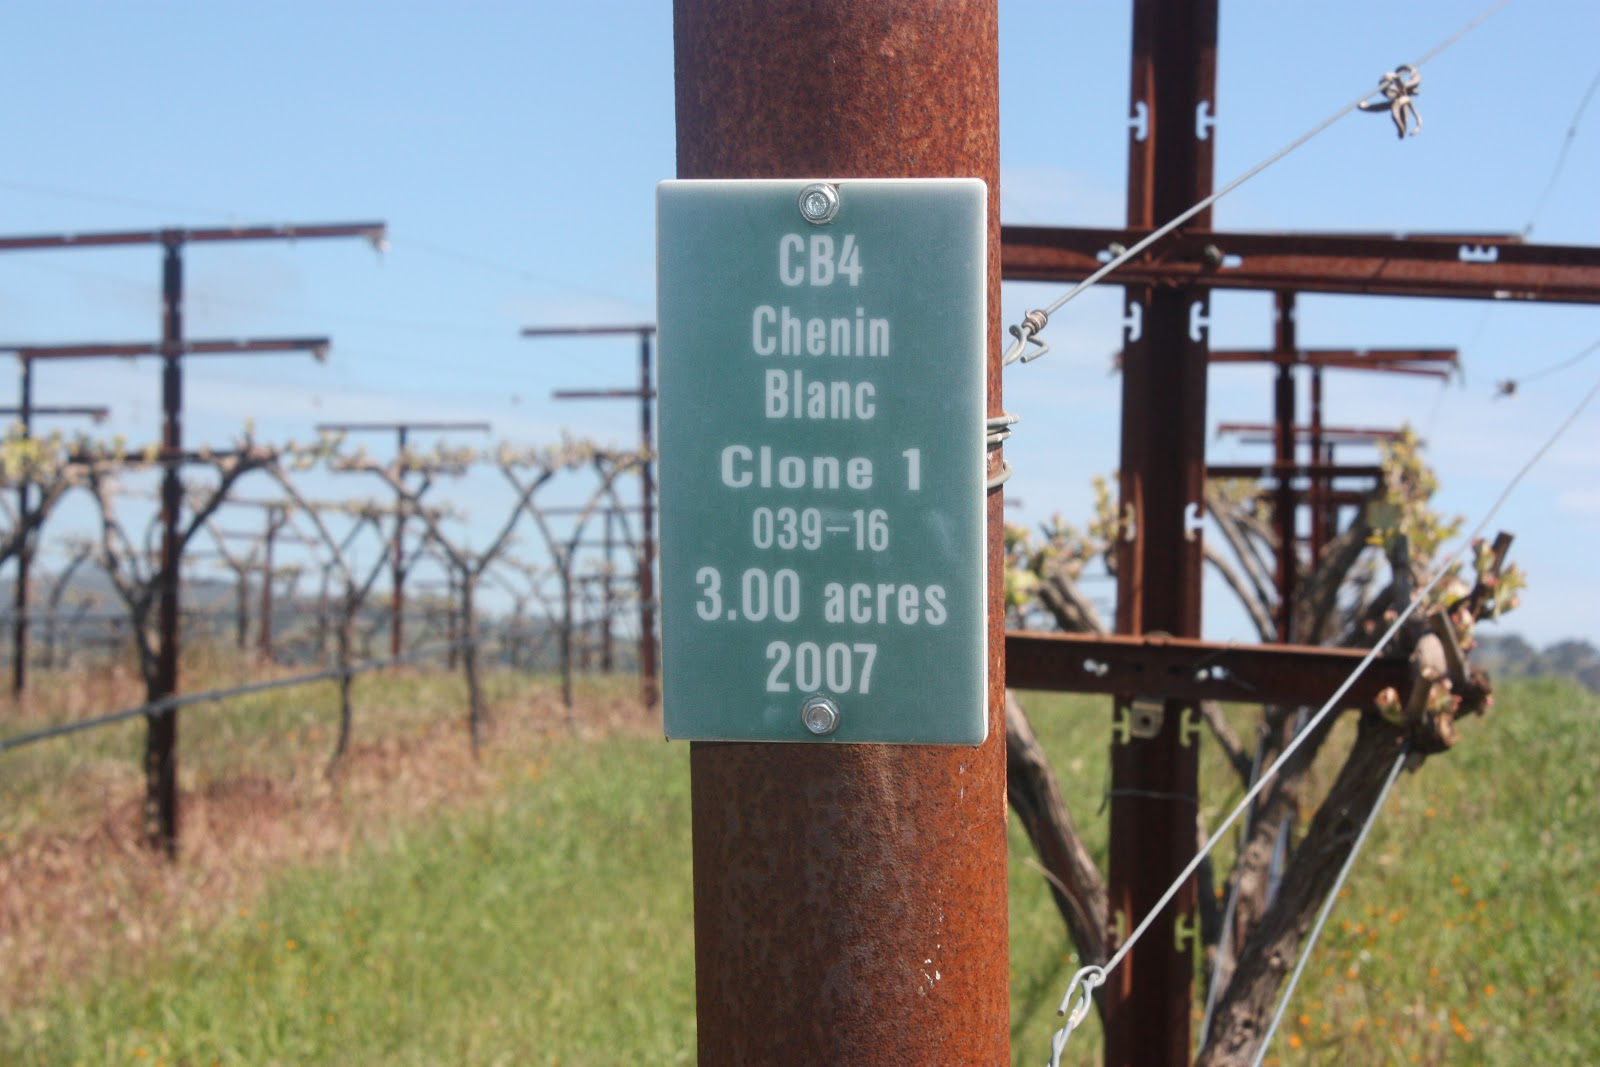 CB4
Chenin
Blanc
Clone 1
039-16
3.00 acres
2007